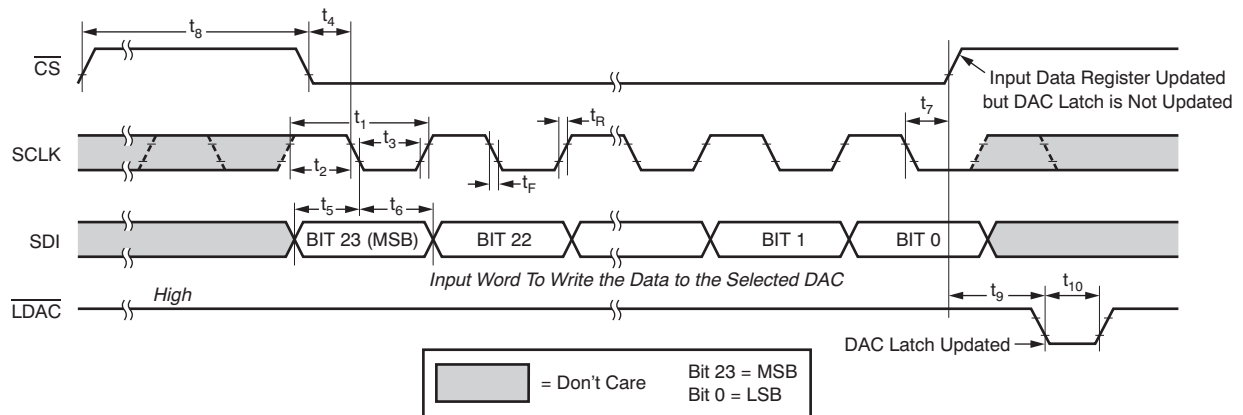 t8
t4
CS
Input Data Register Updated
but DAC Latch is Not Updated
t1
t3
tR
t7
SCLK
t2
tF
t5
t6
SDI
BIT 23 (MSB)
BIT 22
BIT 1
BIT 0
Input Word To Write the Data to the Selected DAC
High
LDAC
t9
t10
DAC Latch Updated
= Don't Care
Bit 23 = MSB
Bit 0 = LSB